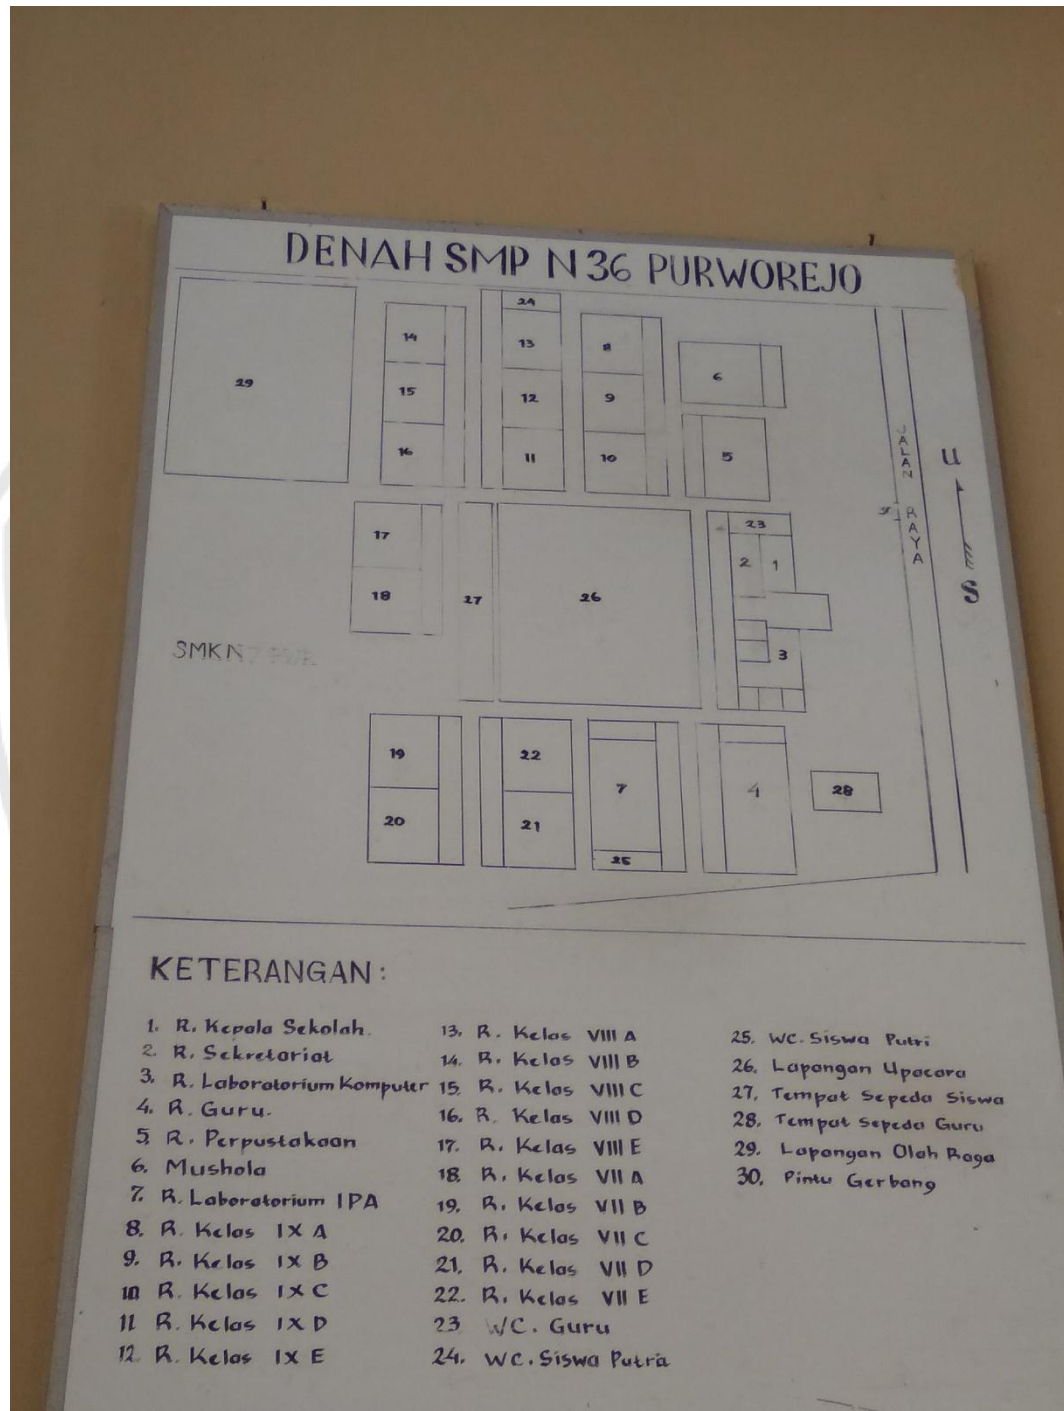 DENAH SMP N 36 PURWOREJO
24
14
13
8
6
29
15
12
9
16
11
10
5
JALAN RAYA
U
S
17
23
2
1
18
27
26
3
SMKN
19
22
7
4
28
20
21
25
KETERANGAN:
1. R. Kepala Sekolah.
2. R. Sekretariat
3. R. Laboratorium Komputer
4. R. Guru.
5. R. Perpustakaan
6. Mushola
7. R. Laboratorium IPA
8. R. Kelas IX A
9. R. Kelas IX B
10 R. Kelas IX C
11 R. Kelas IX D
12. R. Kelas IX E
13. R. Kelas VIII A
14. R. Kelas VIII B
15. R. Kelas VIII C
16. R. Kelas VIII D
17. R. Kelas VIII E
18. R. Kelas VII A
19. R. Kelas VII B
20. R. Kelas VII C
21. R. Kelas VII D
22. R. Kelas VII E
23 WC. Guru
24. WC. Siswa Putra
25. WC. Siswa Putri
26. Lapangan Upacara
27. Tempat Sepeda Siswa
28. Tempat Sepeda Guru
29. Lapangan Olah Raga
30. Pintu Gerbang